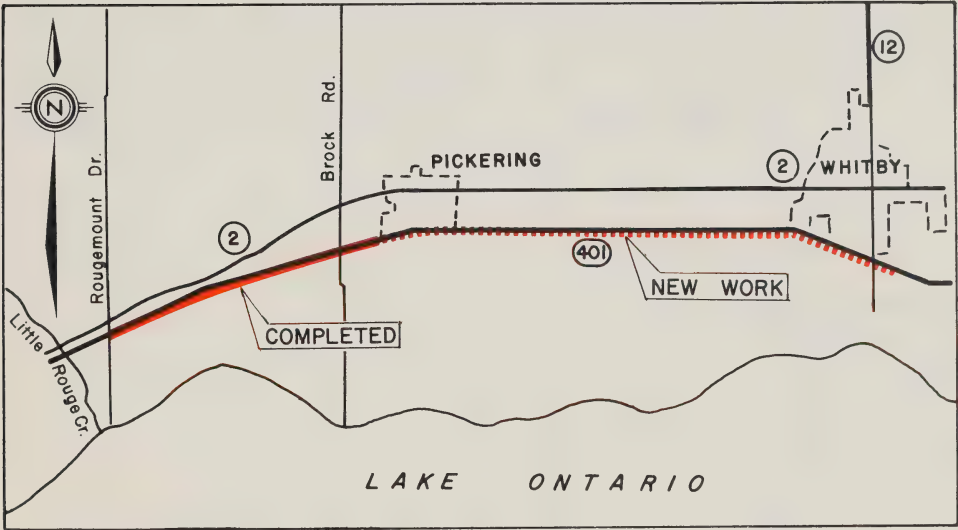 12
N
Rougemount Dr.
Brock Rd.
PICKERING
2
WHITBY
2
401
NEW WORK
COMPLETED
Little Rouge Cr.
LAKE ONTARIO